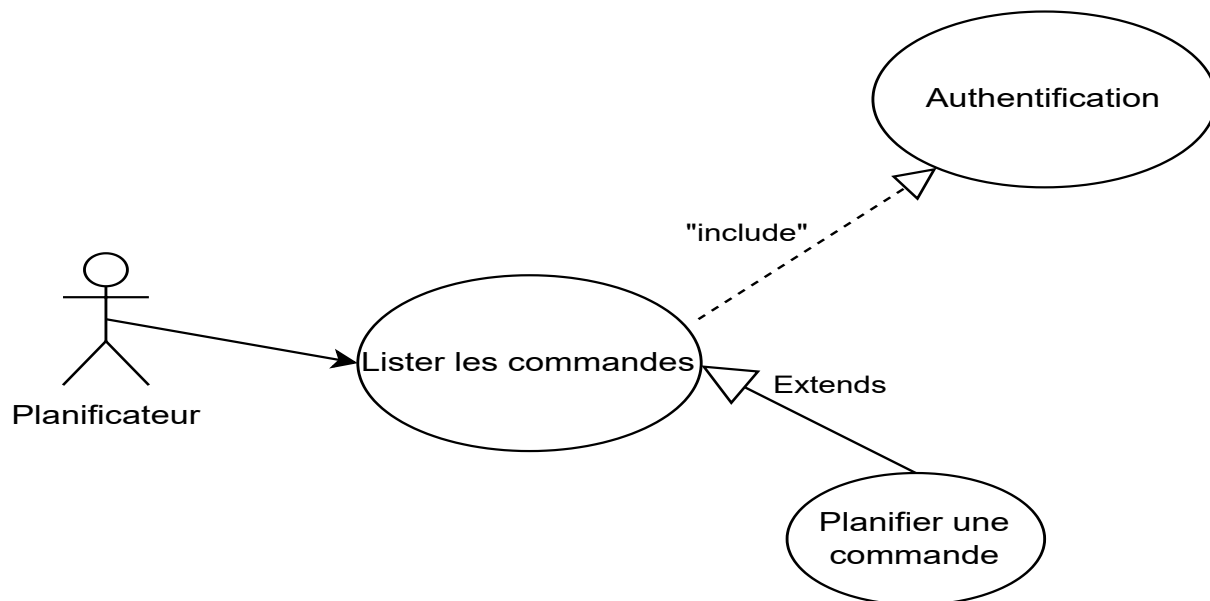 Authentification
"include"
Lister les commandes
Extends
Planificateur
Planifier une
commande